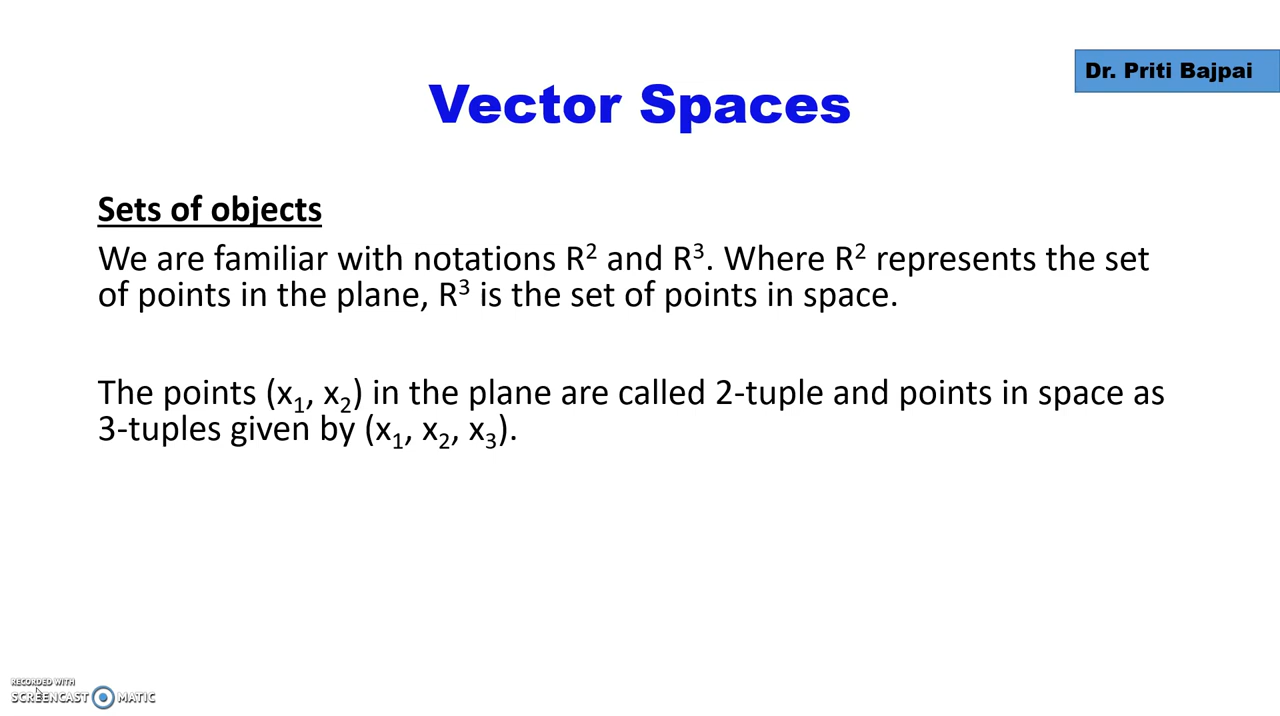 Dr. Priti Bajpai
Vector Spaces
Sets of objects
We are familiar with notations R² and R³. Where R² represents the set
of points in the plane, R³ is the set of points in space.
The points (x₁, x₂) in the plane are called 2-tuple and points in space as
3-tuples given by (x₁, x₂, x₃).
RECORDED WITH
SCREENCAST MATIC